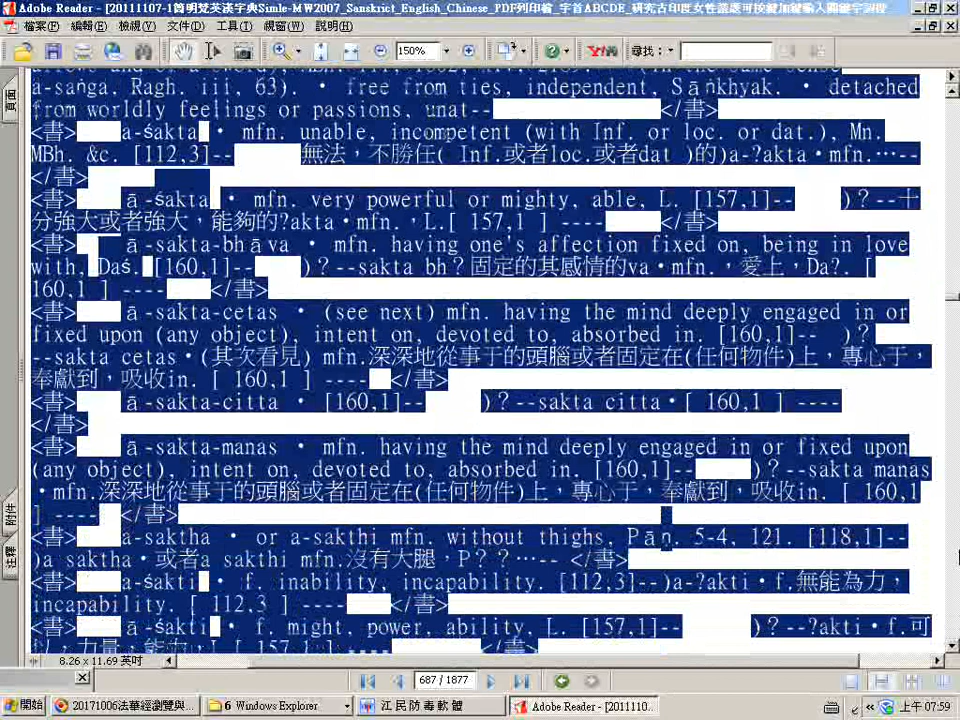 Adobe Reader - [20111107-1簡明梵英漢字典Simle-MW2007_Sanskrict_English_Chinese_PDF列印檔_字首ABCDE_研究古印度女性議題可按按加鍵輸入關鍵字詞搜
檔案(F) 編輯(E) 檢視(V) 文件(D) 工具(T) 視窗(W) 說明(H)
150% 尋找：
頁面
a-saṅga, Ragh. iii, 63). • free from ties, independent, Sāṃkhyak. • detached
from worldly feelings or passions, unat-- </書>
<書> a-śakta • mfn. unable, incompetent (with Inf. or loc. or dat.), Mn.
MBh. &c. [112,3]-- 無法，不勝任( Inf.或者loc.或者dat )的)a-?akta•mfn.…--
</書>
<書> ā-śakta • mfn. very powerful or mighty, able, L. [157,1]-- )？--十
分強大或者強大，能夠的?akta•mfn. ，L.[ 157,1 ] ---- </書>
<書> ā-sakta-bhāva • mfn. having one's affection fixed on, being in love
with, Daś. [160,1]-- )？--sakta bh？固定的其感情的va•mfn.，愛上，Da?. [
160,1 ] ---- </書>
<書> ā-sakta-cetas • (see next) mfn. having the mind deeply engaged in or
fixed upon (any object), intent on, devoted to, absorbed in. [160,1]-- )？
--sakta cetas•(其次看見) mfn.深深地從事于的頭腦或者固定在(任何物件)上，專心于，
奉獻到，吸收in. [ 160,1 ] ---- </書>
<書> ā-sakta-citta • [160,1]-- )？--sakta citta•[ 160,1 ] ----
</書>
<書> ā-sakta-manas • mfn. having the mind deeply engaged in or fixed upon
(any object), intent on, devoted to, absorbed in. [160,1]-- )？--sakta manas
•mfn.深深地從事于的頭腦或者固定在(任何物件)上，專心于，奉獻到，吸收in. [ 160,1
] ---- </書>
<書> a-saktha • or a-sakthi mfn. without thighs, Pāṇ. 5-4, 121. [118,1]--
)a saktha•或者a sakthi mfn.沒有大腿，P？？…-- </書>
<書> a-śakti • f. inability, incapability. [112,3]--)a-?akti•f.無能為力，
incapability. [ 112,3 ] ---- </書>
<書> ā-śakti • f. might, power, ability, L. [157,1]-- )？--?akti•f.可
附件
注釋
8.26 x 11.69 英吋
687 / 1877
開始 20171006法華經瀏覽與... 6 Windows Explorer 江民防毒軟體 Adobe Reader - [2011110... 上午 07:59